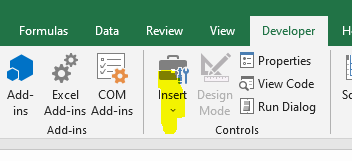 Formulas Data Review View Developer
Add-ins Excel Add-ins COM Add-ins Insert Design Mode Properties
View Code
Run Dialog
Add-ins Controls